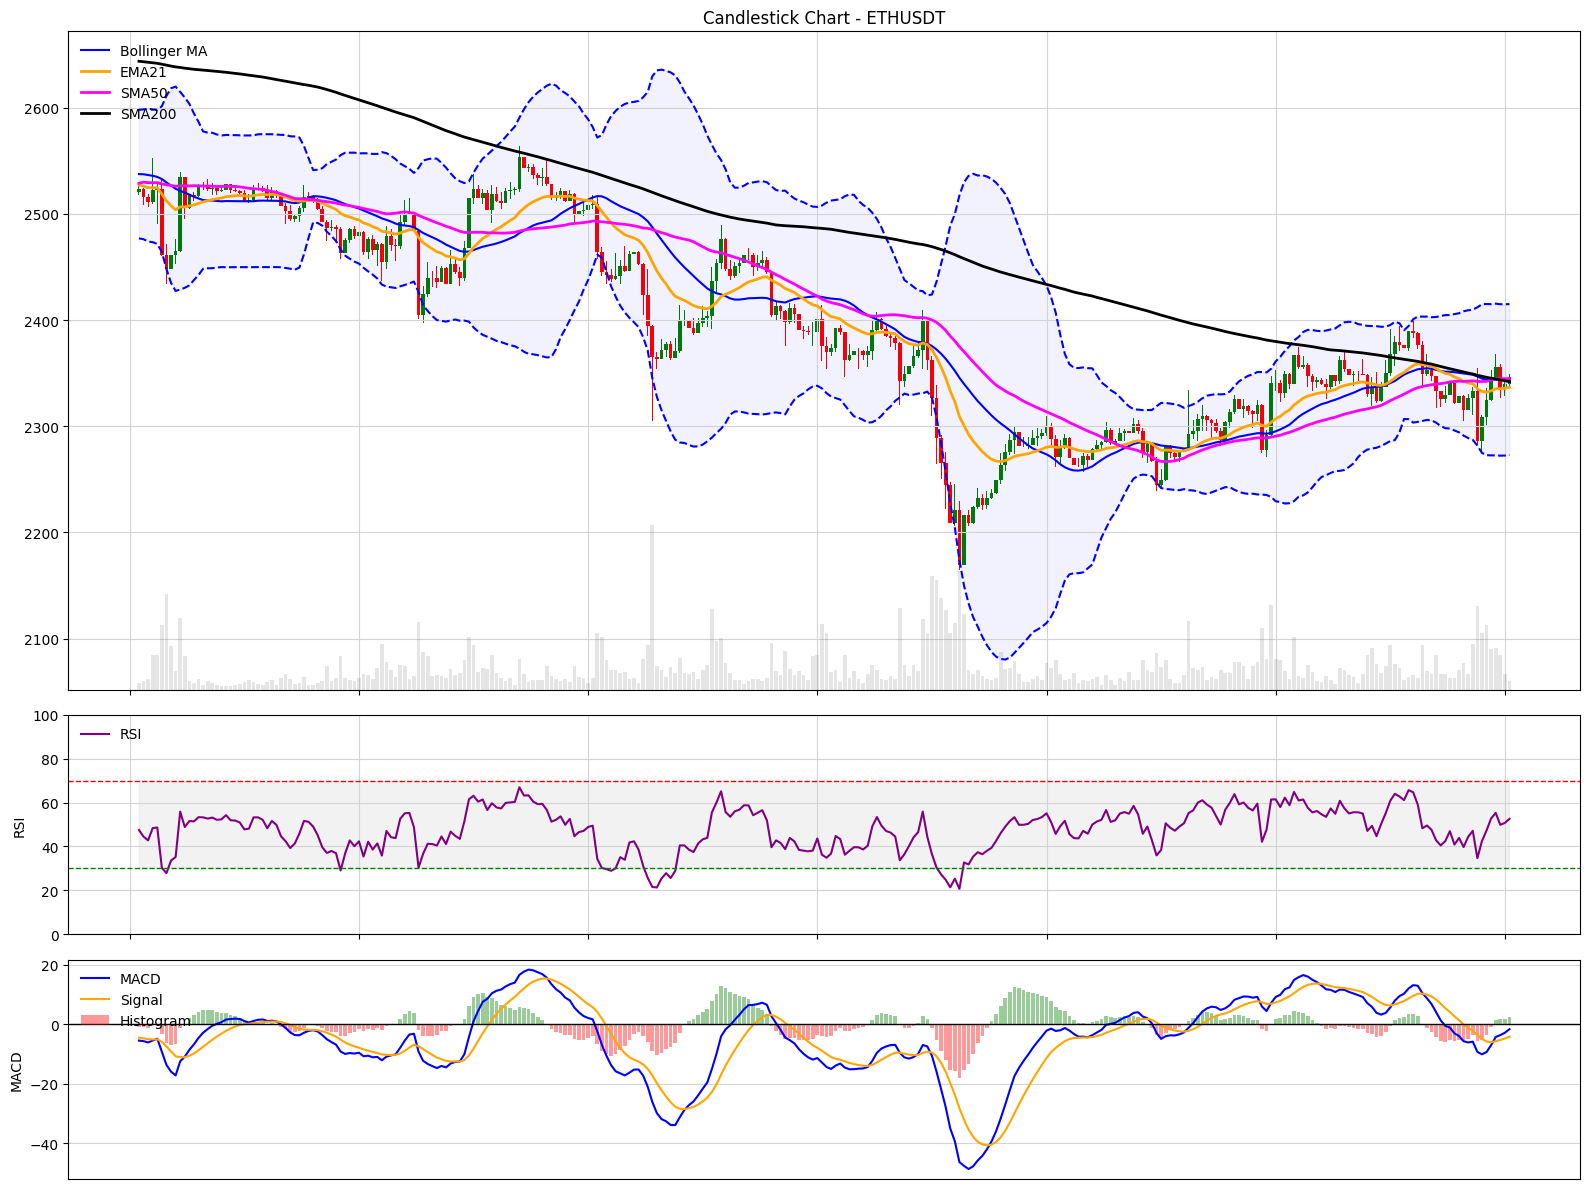 Candlestick Chart - ETHUSDT
Bollinger MA
EMA21
SMA50
SMA200
2600
2500
2400
2300
2200
2100
RSI
100
80
60
40
20
0
RSI
MACD
Signal
Histogram
20
0
−20
−40
MACD